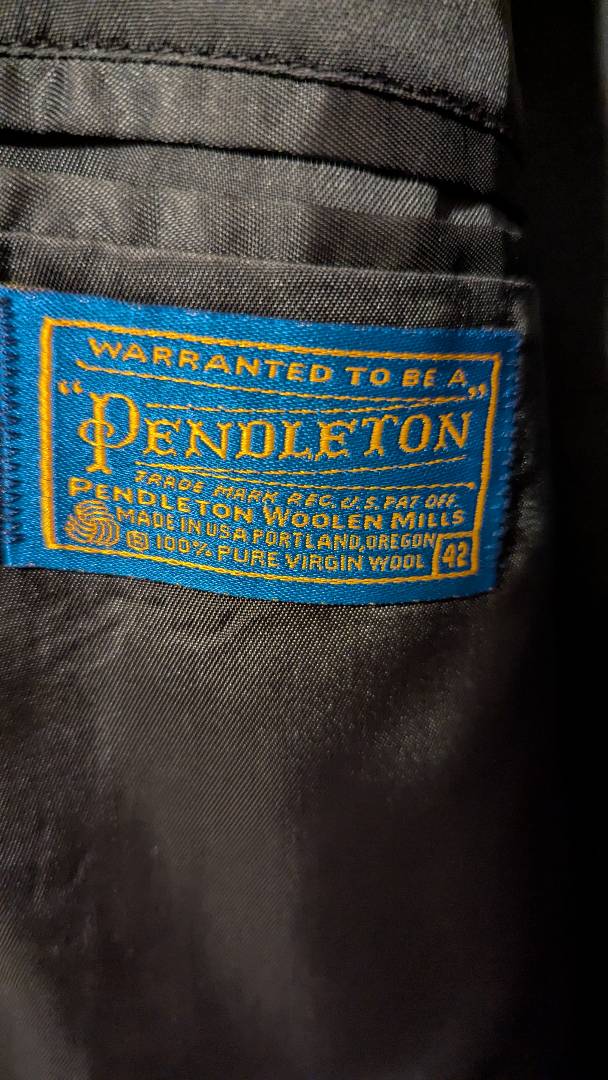 WARRANTED TO BE A
"PENDLETON"
TRADE MARK REG. U.S. PAT OFF.
PENDLETON WOOLEN MILLS
MADE IN USA PORTLAND, OREGON
R 100% PURE VIRGIN WOOL 42